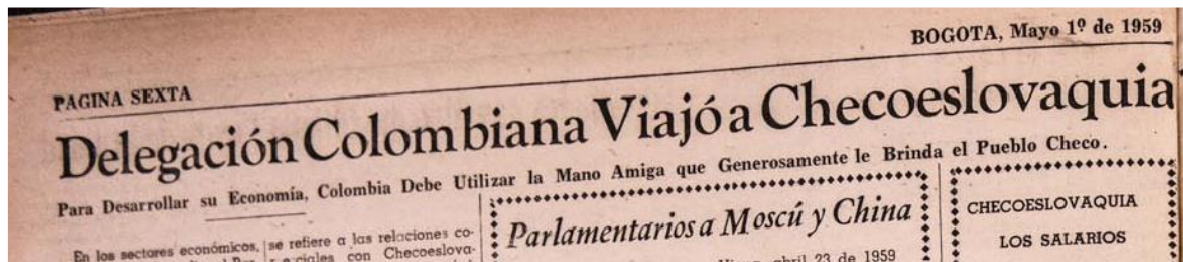 BOGOTA, Mayo 1º de 1959
PAGINA SEXTA
Delegación Colombiana Viajó a Checoeslovaquia
Para Desarrollar su Economía, Colombia Debe Utilizar la Mano Amiga que Generosamente le Brinda el Pueblo Checo.
En los sectores económicos,
se refiere a las relaciones co-
con Checoeslova-
Parlamentarios a Moscú y China
abril 23 de 1959
CHECOESLOVAQUIA
LOS SALARIOS